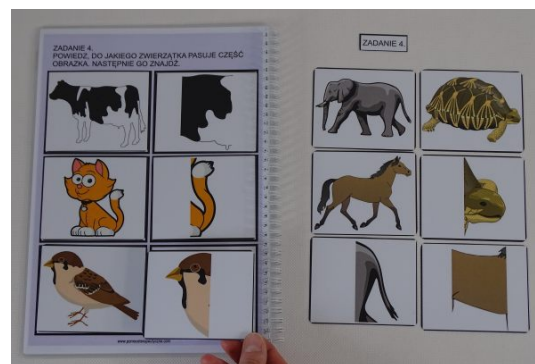 ZADANIE 4.
POWIEDZ, DO JAKIEGO ZWIERZĄTKA PASUJE CZĘŚĆ
OBRAZKA. NASTĘPNIE GO ZNAJDŹ.
ZADANIE 4.